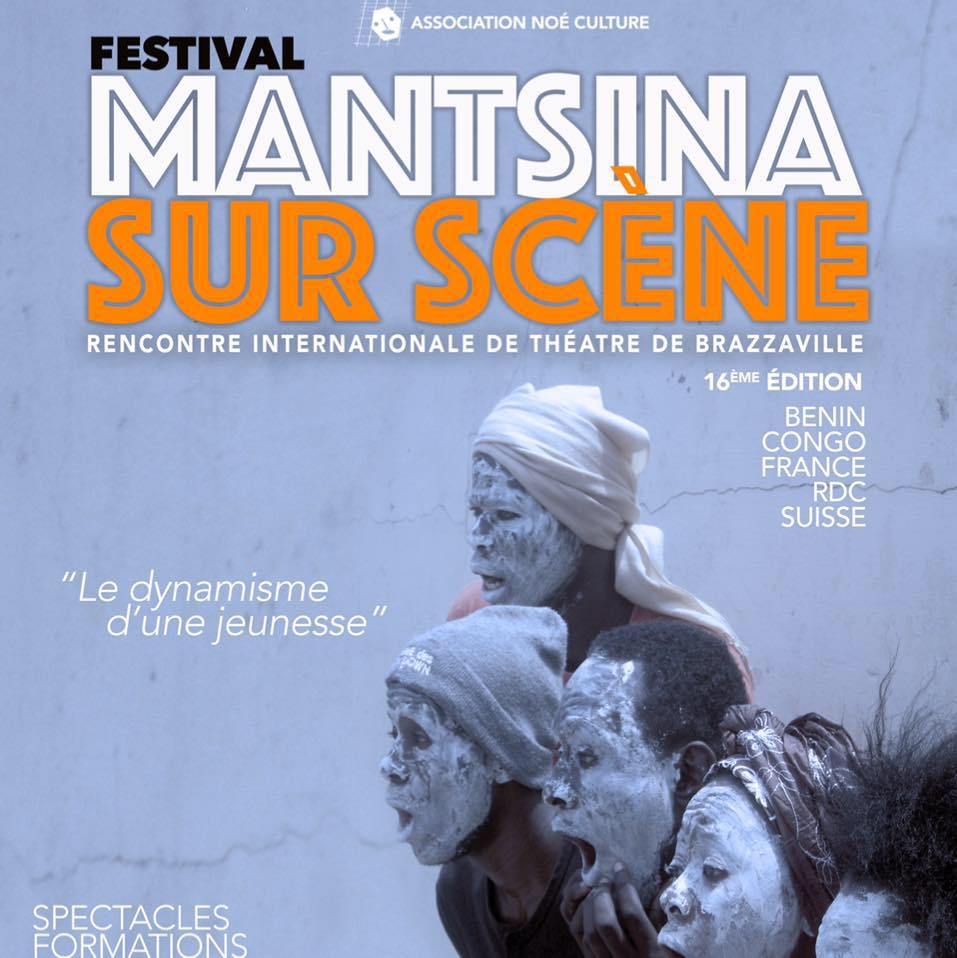 ASSOCIATION NOÉ CULTURE
FESTIVAL
MANTSINA
SUR SCÈNE
RENCONTRE INTERNATIONALE DE THÉATRE DE BRAZZAVILLE
16ÈME ÉDITION
BENIN
CONGO
FRANCE
RDC
SUISSE
“Le dynamisme
d’une jeunesse”
SPECTACLES
FORMATIONS